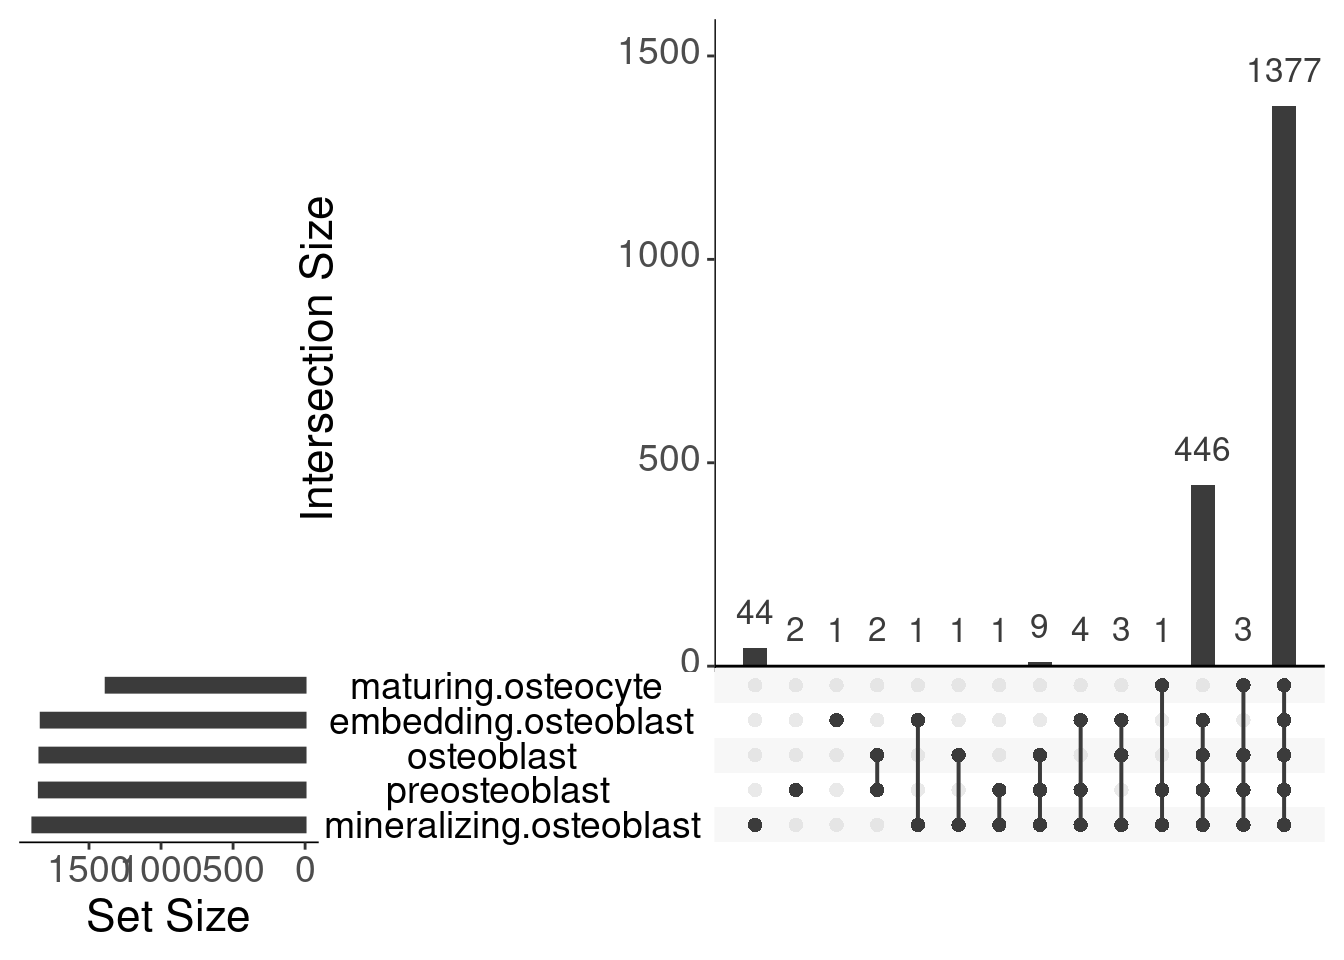 Intersection Size
1500
1000
500
0
1377
446
44 2 1 2 1 1 1 9 4 3 1 3
maturing.osteocyte
embedding.osteoblast
osteoblast
preosteoblast
mineralizing.osteoblast
1500 1000 500 0
Set Size